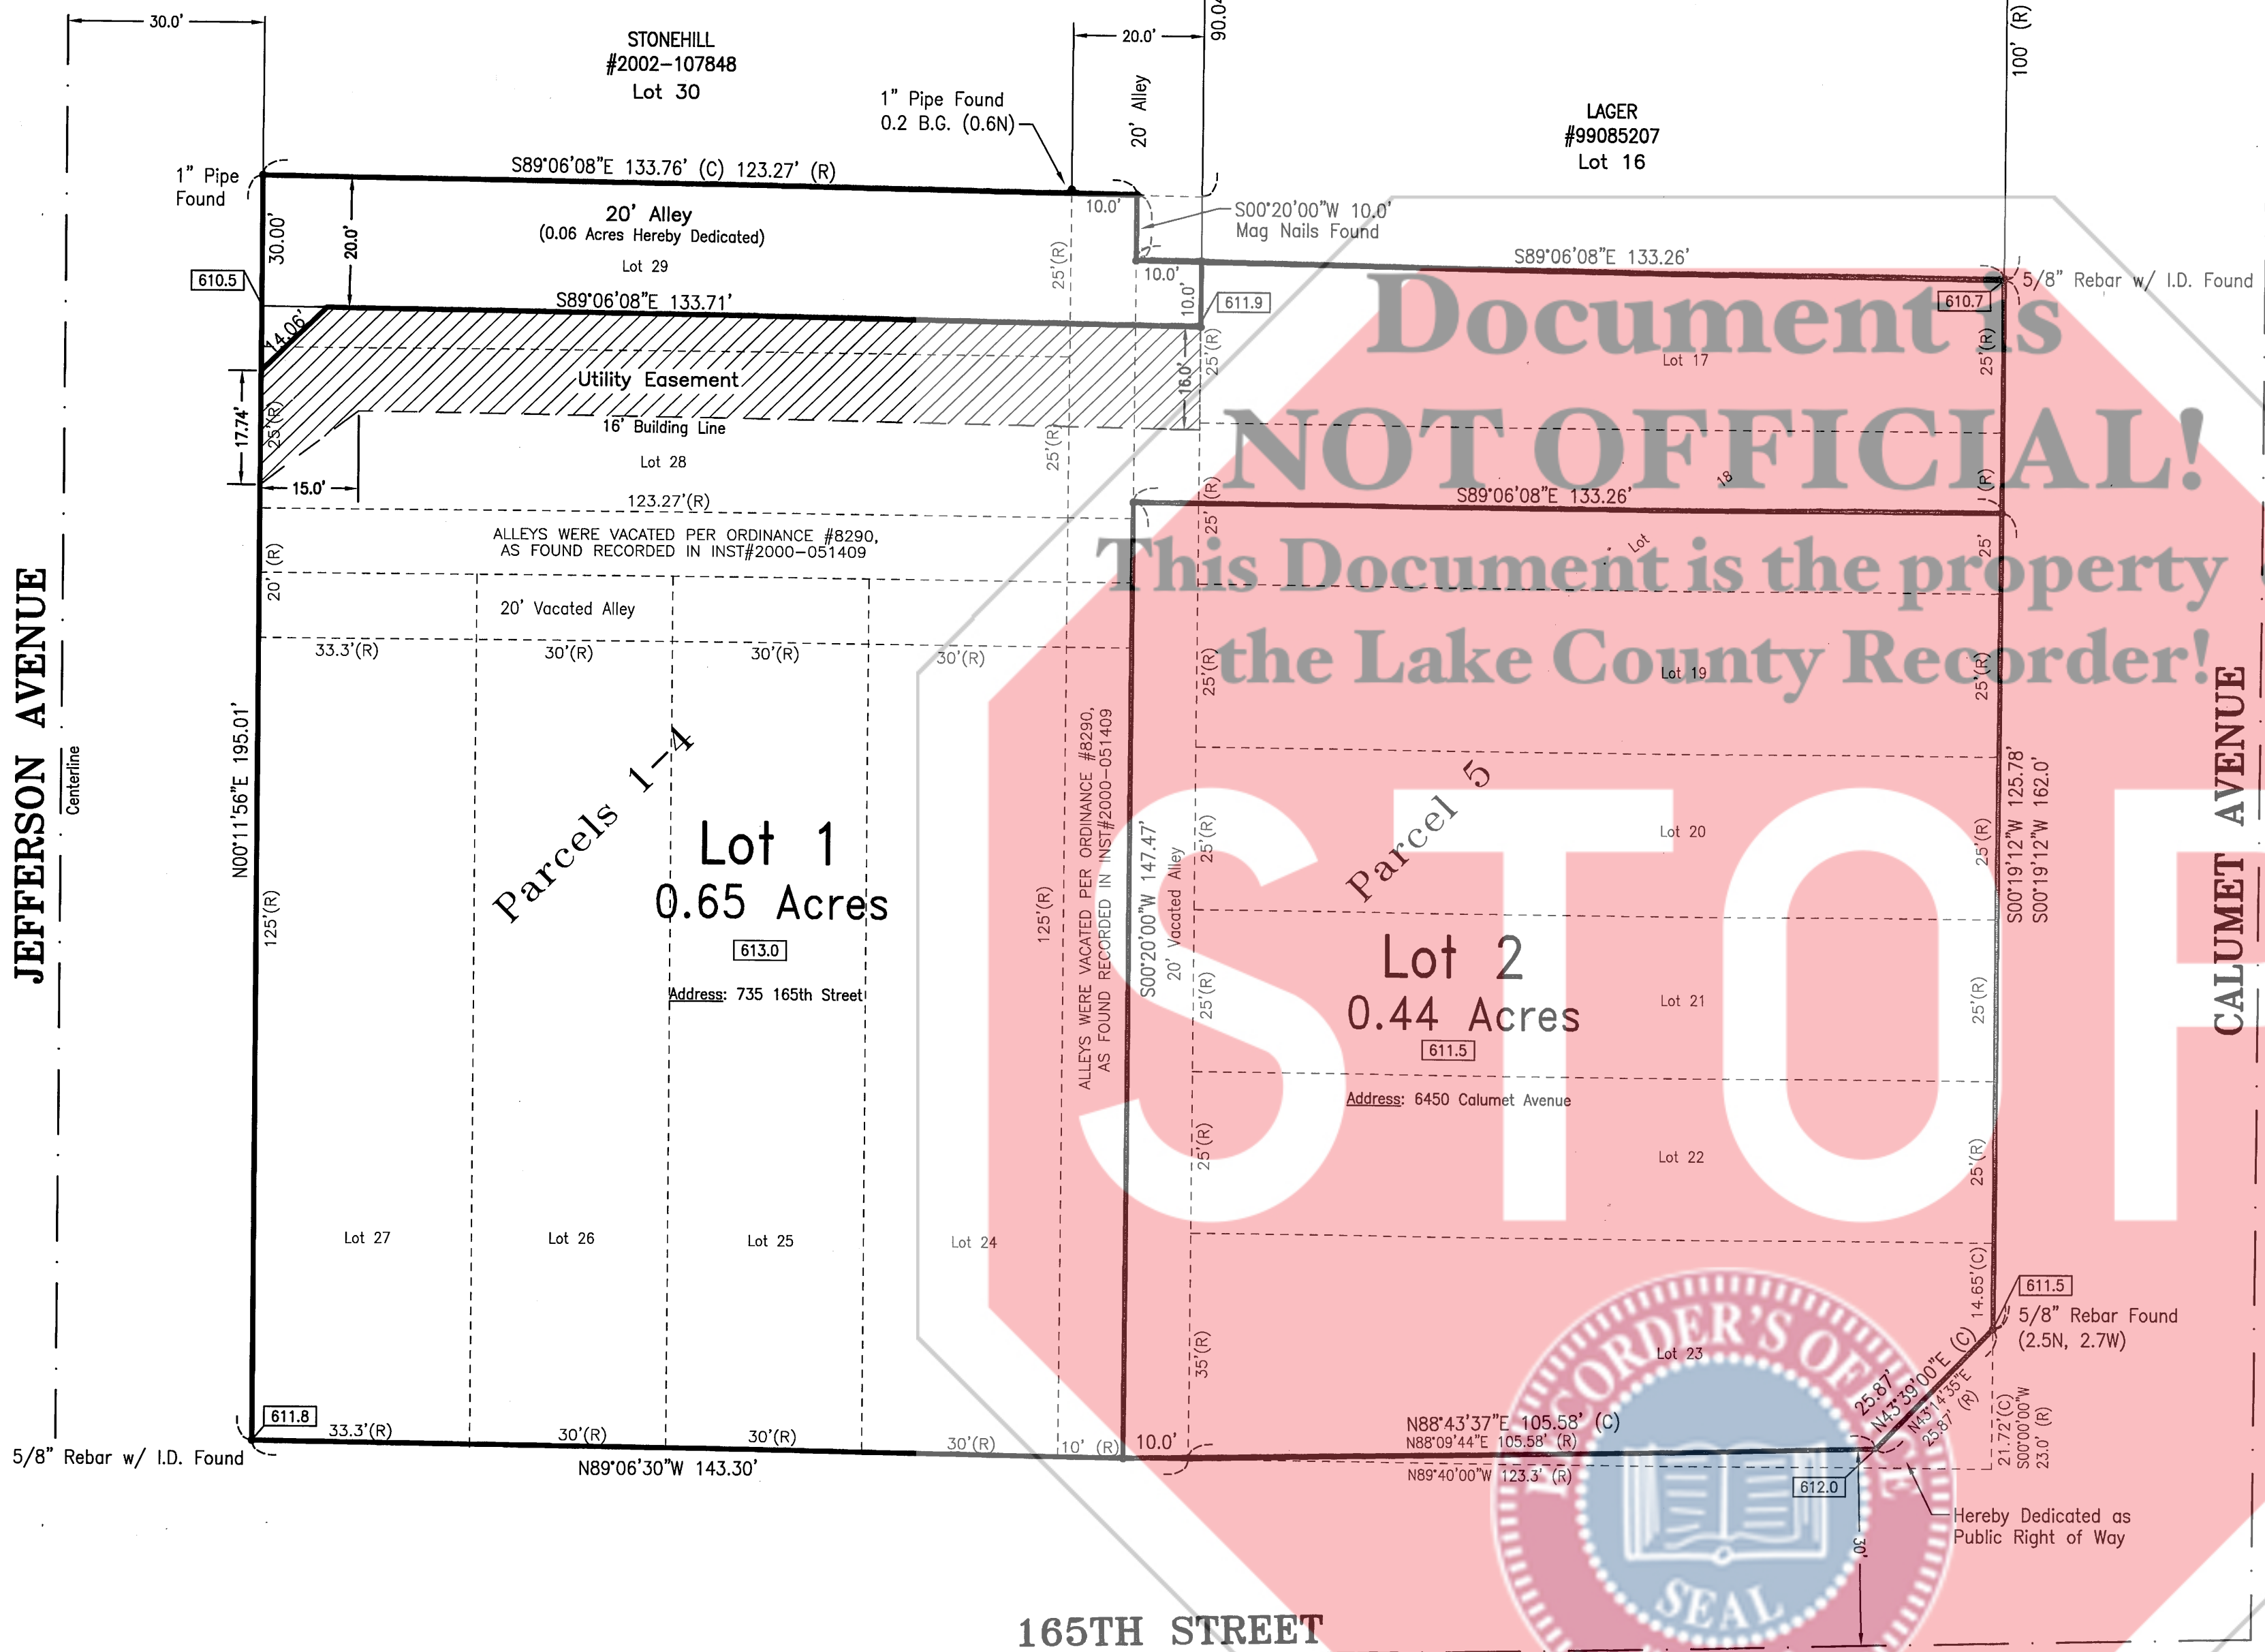 30.0'
STONEHILL
#2002-107848
Lot 30
20.0'
90.04
100' (R)
1" Pipe Found
0.2 B.G. (0.6N)
20' Alley
LAGER
#99085207
Lot 16
1" Pipe
Found
S89°06'08"E 133.76' (C) 123.27' (R)
30.00'
20.0'
20' Alley
(0.06 Acres Hereby Dedicated)
Lot 29
10.0'
25'(R)
S00°20'00"W 10.0'
Mag Nails Found
10.0'
10.0'
S89°06'08"E 133.26'
5/8" Rebar w/ I.D. Found
610.5
611.9
610.7
S89°06'08"E 133.71'
14.06'
Utility Easement
16.0'
25'(R)
Lot 17
25'(R)
17.74'
25'(R)
16' Building Line
25'(R)
Lot 28
15.0'
123.27'(R)
25' (R)
S89°06'08"E 133.26'
Lot 18
25' (R)
ALLEYS WERE VACATED PER ORDINANCE #8290,
AS FOUND RECORDED IN INST#2000-051409
20' (R)
20' Vacated Alley
33.3'(R)
30'(R)
30'(R)
30'(R)
Document is
NOT OFFICIAL!
This Document is the property
the Lake County Recorder!
STOP
JEFFERSON AVENUE
Centerline
N00°11'56"E 195.01'
125'(R)
Parcels 1-4
Lot 1
0.65 Acres
613.0
Address: 735 165th Street
125'(R)
ALLEYS WERE VACATED PER ORDINANCE #8290,
AS FOUND RECORDED IN INST#2000-051409
S00°20'00"W 147.47'
20' Vacated Alley
25'(R)
Lot 19
25'(R)
25'(R)
Lot 20
25'(R)
Parcel 5
Lot 2
0.44 Acres
611.5
Address: 6450 Calumet Avenue
25'(R)
Lot 21
25'(R)
25'(R)
Lot 22
25'(R)
S00°19'12"W 125.78'
S00°19'12"W 162.0'
CALUMET AVENUE
Lot 27
Lot 26
Lot 25
Lot 24
35'(R)
Lot 23
14.65'(C)
611.5
5/8" Rebar Found
(2.5N, 2.7W)
25.87'
N43°39'00"E (C)
N43°14'35"E
25.87' (R)
21.72'(C)
S00°00'00"W
23.0' (R)
611.8
5/8" Rebar w/ I.D. Found
33.3'(R)
30'(R)
30'(R)
30'(R)
10' (R)
10.0'
N89°06'30"W 143.30'
N88°43'37"E 105.58' (C)
N88°09'44"E 105.58' (R)
N89°40'00"W 123.3' (R)
612.0
Hereby Dedicated as
Public Right of Way
30'
RECORDER'S OFFICE
SEAL
165TH STREET